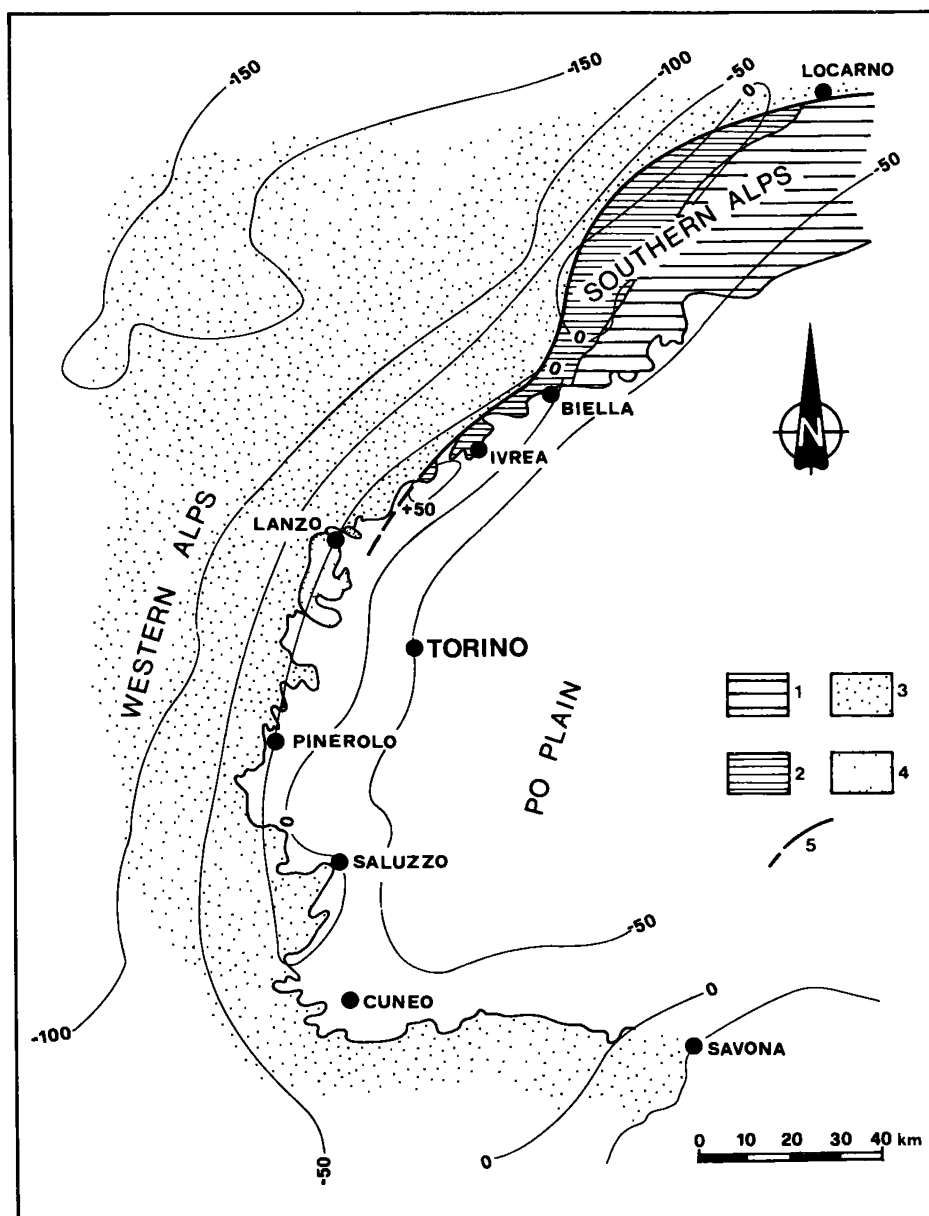 -150
-150
-100
-50
0
LOCARNO
-50
SOUTHERN ALPS
0
0
BIELLA
IVREA
N
+50
LANZO
WESTERN ALPS
TORINO
PO PLAIN
1
3
PINEROLO
2
4
0
5
SALUZZO
-50
0
CUNEO
-100
SAVONA
0 10 20 30 40 km
0
-50